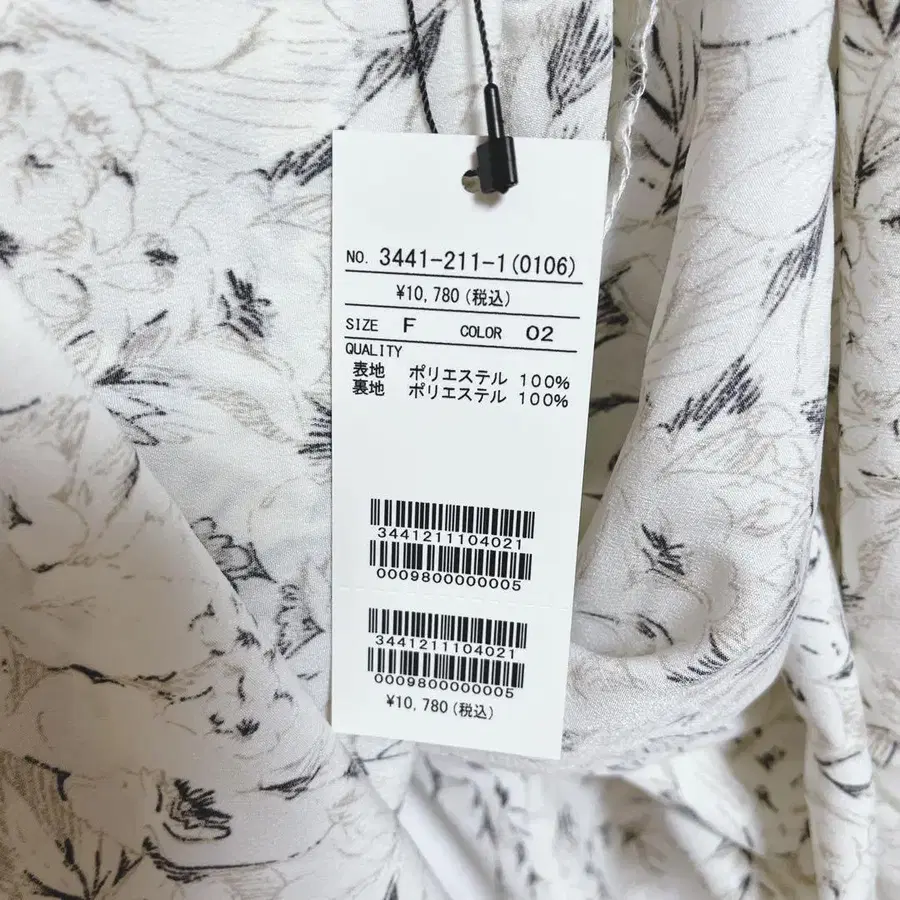 NO. 3441-211-1(0106)
¥10,780(税込)
SIZE F COLOR 02
QUALITY
表地 ポリエステル 100%
裏地 ポリエステル 100%
3441211104021
0009800000005
3441211104021
0009800000005
¥10,780(税込)